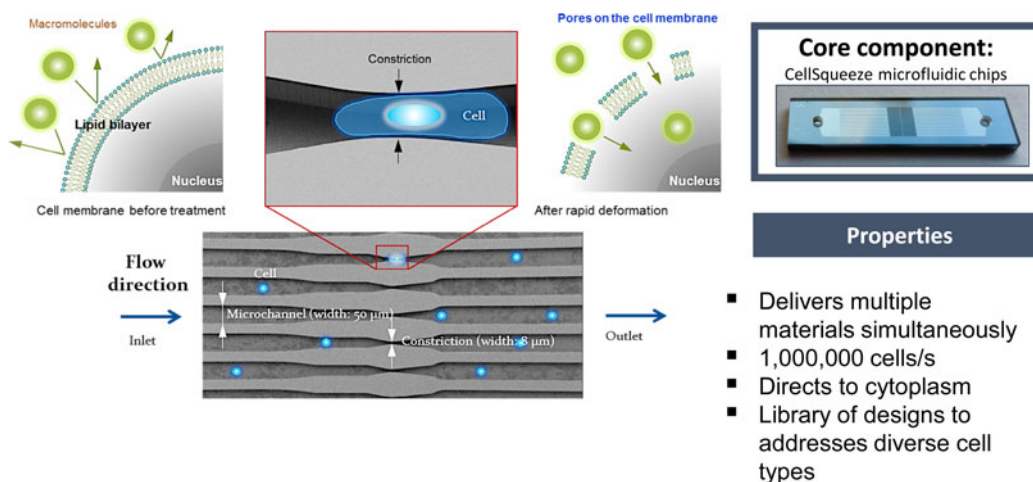 Macromolecules
Lipid bilayer
Nucleus
Cell membrane before treatment
Constriction
Cell
Pores on the cell membrane
Nucleus
After rapid deformation
Core component:
CellSqueeze microfluidic chips
Flow
direction
Inlet
Cell
Microchannel (width: 50 μm)
Constriction (width: 8 μm)
Outlet
Properties
▪ Delivers multiple
materials simultaneously
▪ 1,000,000 cells/s
▪ Directs to cytoplasm
▪ Library of designs to
addresses diverse cell
types